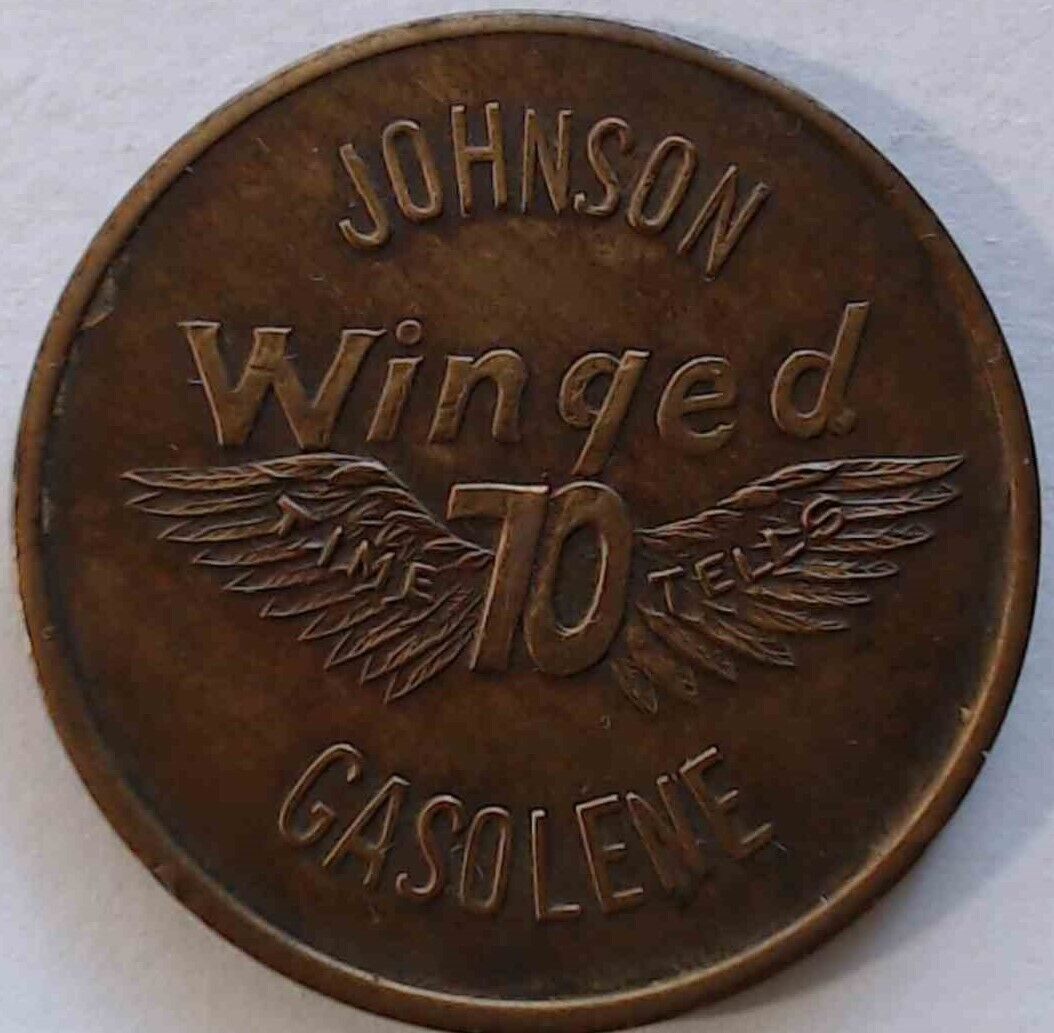 JOHNSON
Winged
TIME 70 TELLS
GASOLENE